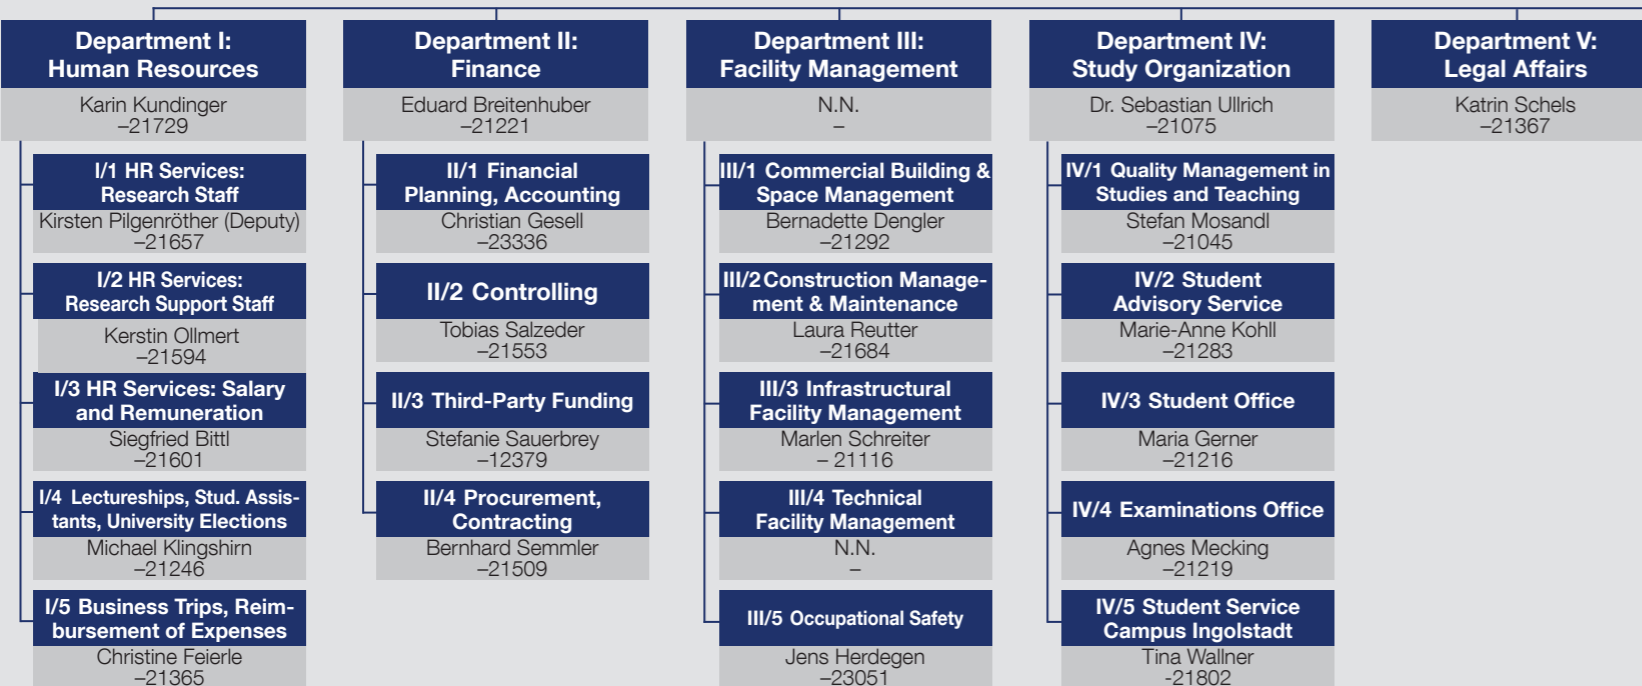 Department I:
Human Resources
Karin Kundinger
–21729
I/1 HR Services:
Research Staff
Kirsten Pilgenröther (Deputy)
–21657
I/2 HR Services:
Research Support Staff
Kerstin Ollmert
–21594
I/3 HR Services: Salary
and Remuneration
Siegfried Bittl
–21601
I/4 Lectureships, Stud. Assis-
tants, University Elections
Michael Klingshirn
–21246
I/5 Business Trips, Reim-
bursement of Expenses
Christine Feierle
–21365
Department II:
Finance
Eduard Breitenhuber
–21221
II/1 Financial
Planning, Accounting
Christian Gesell
–23336
II/2 Controlling
Tobias Salzeder
–21553
II/3 Third-Party Funding
Stefanie Sauerbrey
–12379
II/4 Procurement,
Contracting
Bernhard Semmler
–21509
Department III:
Facility Management
N.N.
–
III/1 Commercial Building &
Space Management
Bernadette Dengler
–21292
III/2 Construction Manage-
ment & Maintenance
Laura Reutter
–21684
III/3 Infrastructural
Facility Management
Marlen Schreiter
– 21116
III/4 Technical
Facility Management
N.N.
–
III/5 Occupational Safety
Jens Herdegen
–23051
Department IV:
Study Organization
Dr. Sebastian Ullrich
–21075
IV/1 Quality Management in
Studies and Teaching
Stefan Mosandl
–21045
IV/2 Student
Advisory Service
Marie-Anne Kohll
–21283
IV/3 Student Office
Maria Gerner
–21216
IV/4 Examinations Office
Agnes Mecking
–21219
IV/5 Student Service
Campus Ingolstadt
Tina Wallner
-21802
Department V:
Legal Affairs
Katrin Schels
–21367